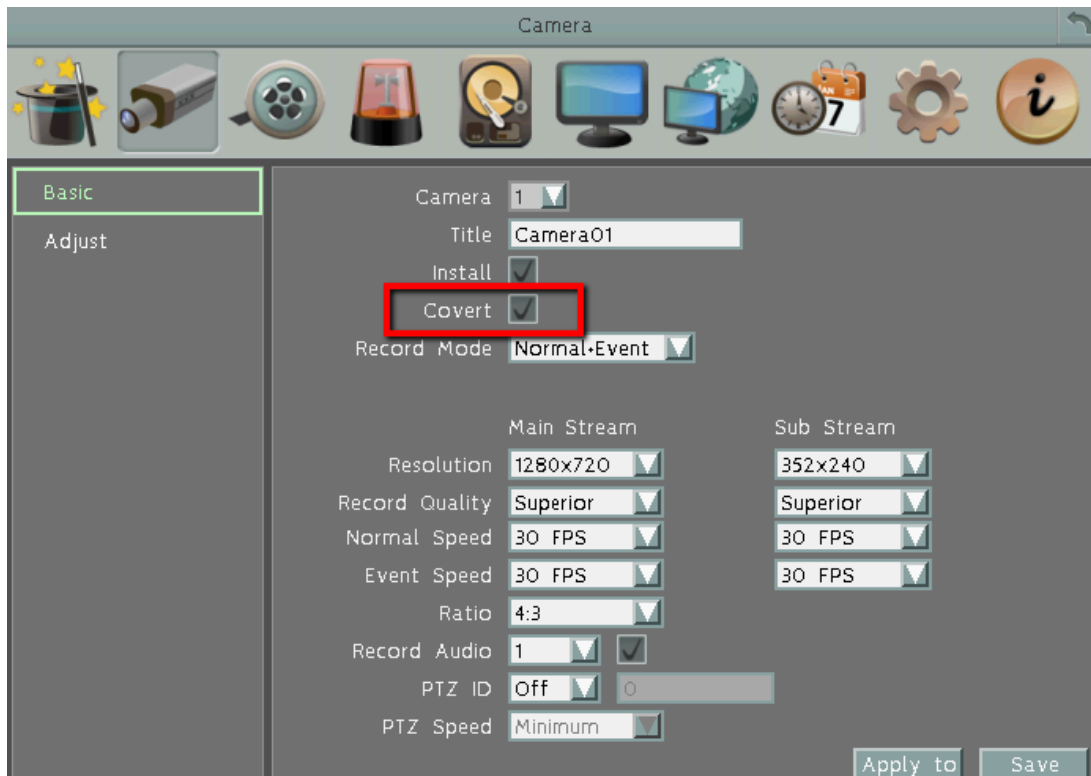 Camera
JAN
7
i
Basic
Adjust
Camera 1
Title Camera01
Install
Covert
Record Mode Normal+Event
Main Stream Sub Stream
Resolution 1280x720 352x240
Record Quality Superior Superior
Normal Speed 30 FPS 30 FPS
Event Speed 30 FPS 30 FPS
Ratio 4:3
Record Audio 1
PTZ ID Off 0
PTZ Speed Minimum
Apply to Save